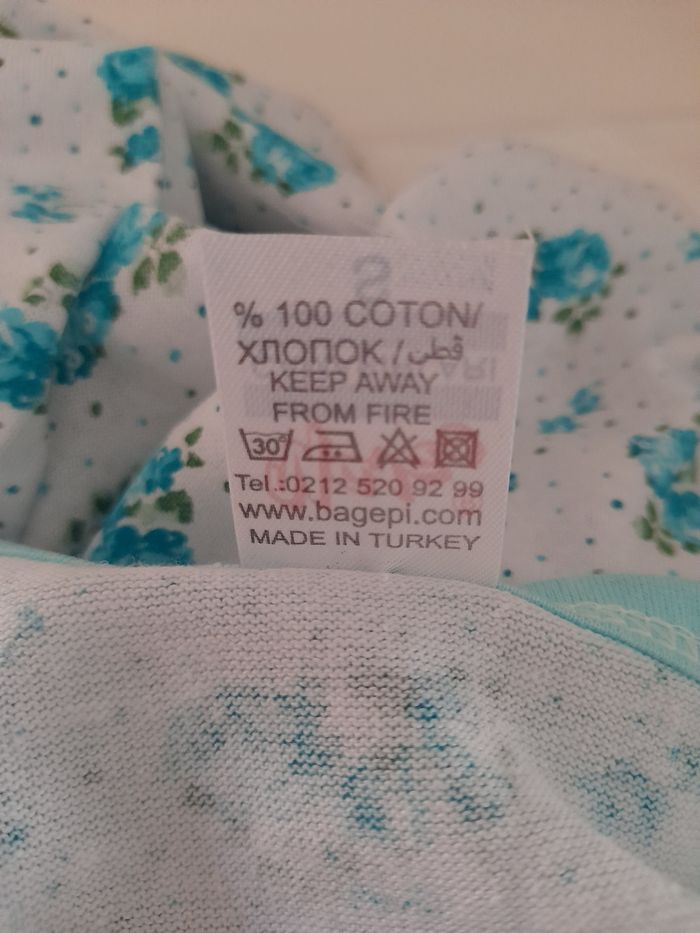 % 100 COTON/
ХЛОПОК / قطن
KEEP AWAY
FROM FIRE
30°
Tel.:0212 520 92 99
www.bagepi.com
MADE IN TURKEY